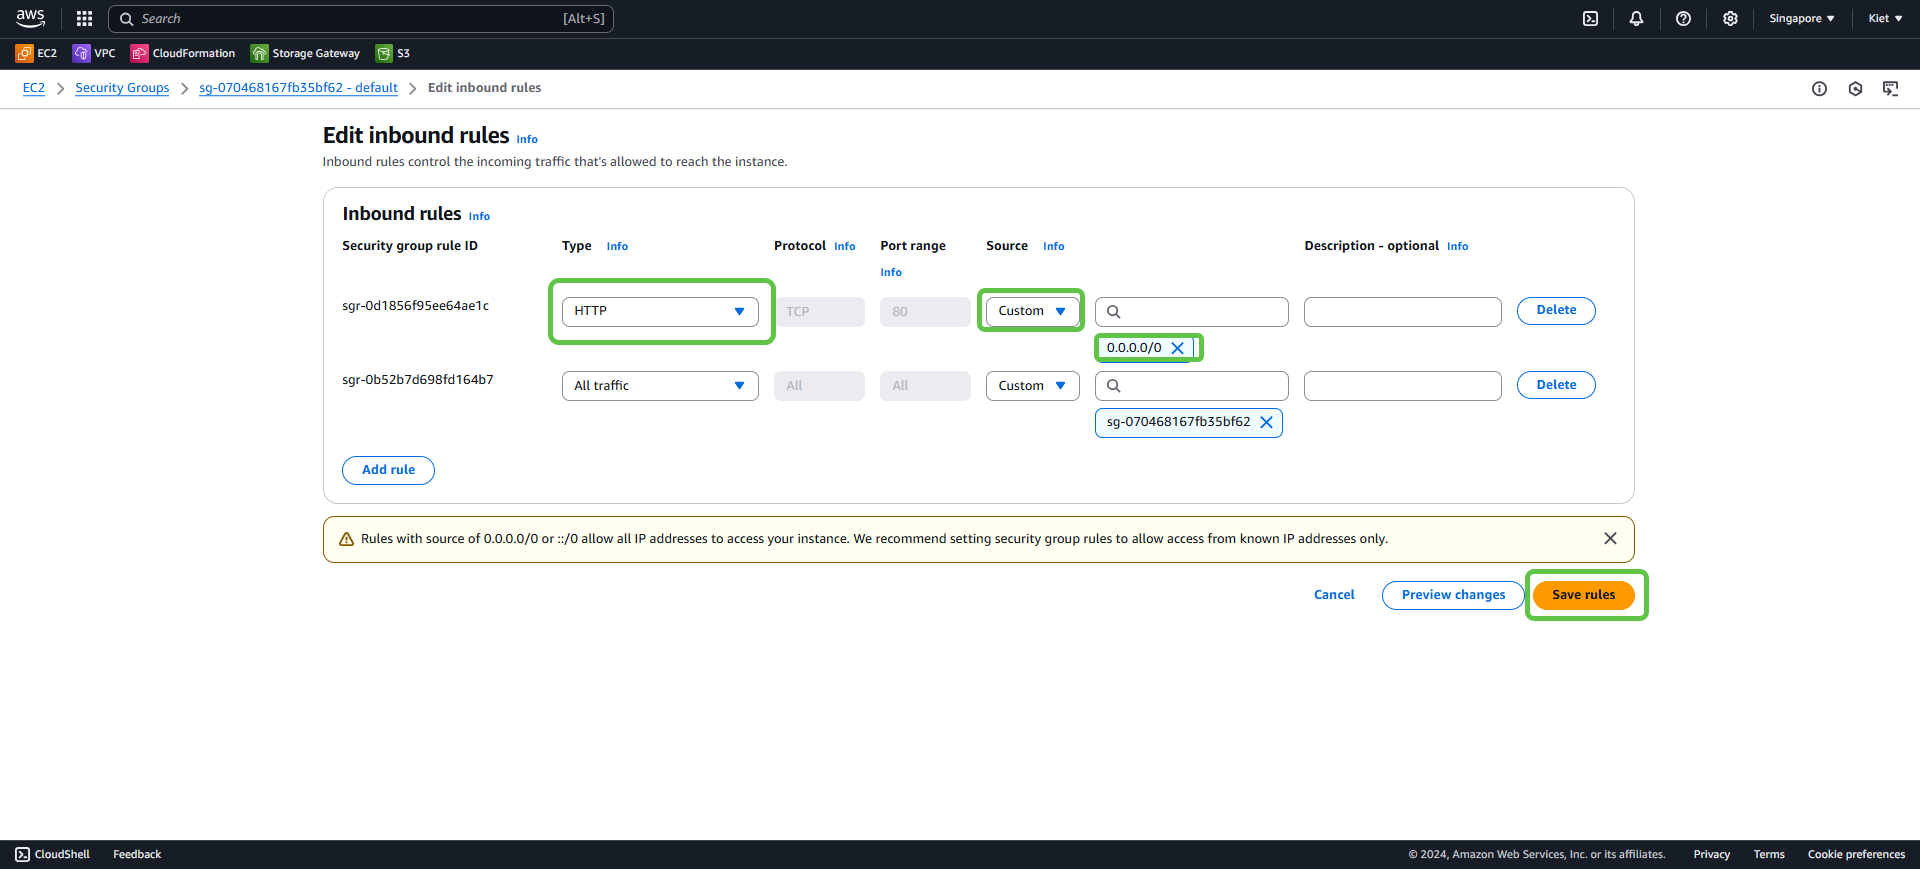 aws Search [Alt+S] Singapore Kiet
EC2 VPC CloudFormation Storage Gateway S3
EC2 Security Groups sg-070468167fb35bf62 - default Edit inbound rules
Edit inbound rules Info
Inbound rules control the incoming traffic that's allowed to reach the instance.
Inbound rules Info
Security group rule ID Type Info Protocol Info Port range Source Info Description - optional Info
Info
sgr-0d1856f95ee64ae1c HTTP TCP 80 Custom Delete
0.0.0.0/0
sgr-0b52b7d698fd164b7 All traffic All All Custom Delete
sg-070468167fb35bf62
Add rule
Rules with source of 0.0.0.0/0 or ::/0 allow all IP addresses to access your instance. We recommend setting security group rules to allow access from known IP addresses only.
Cancel Preview changes Save rules
CloudShell Feedback © 2024, Amazon Web Services, Inc. or its affiliates. Privacy Terms Cookie preferences